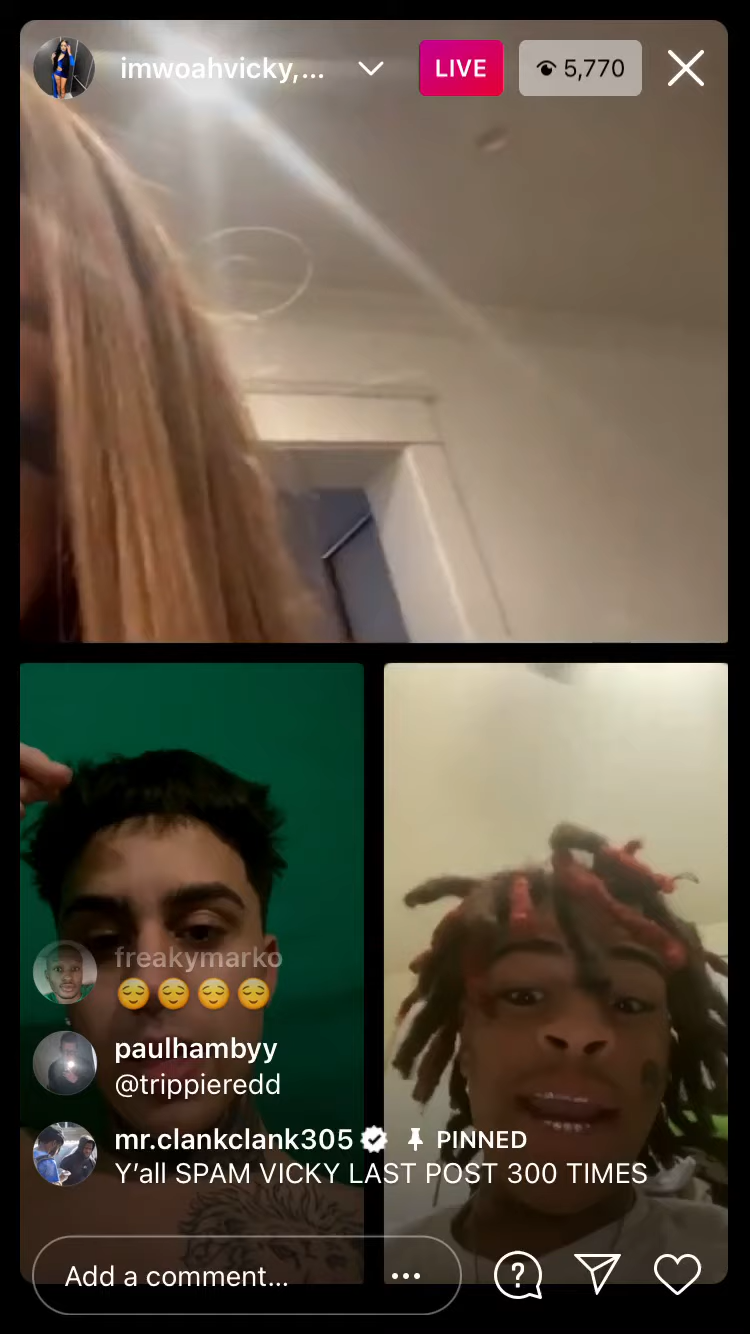 imwoahvicky,...
LIVE
5,770
freakymarko
😌😌😌😌
paulhambyy
@trippieredd
mr.clankclank305 PINNED
Y'all SPAM VICKY LAST POST 300 TIMES
Add a comment...